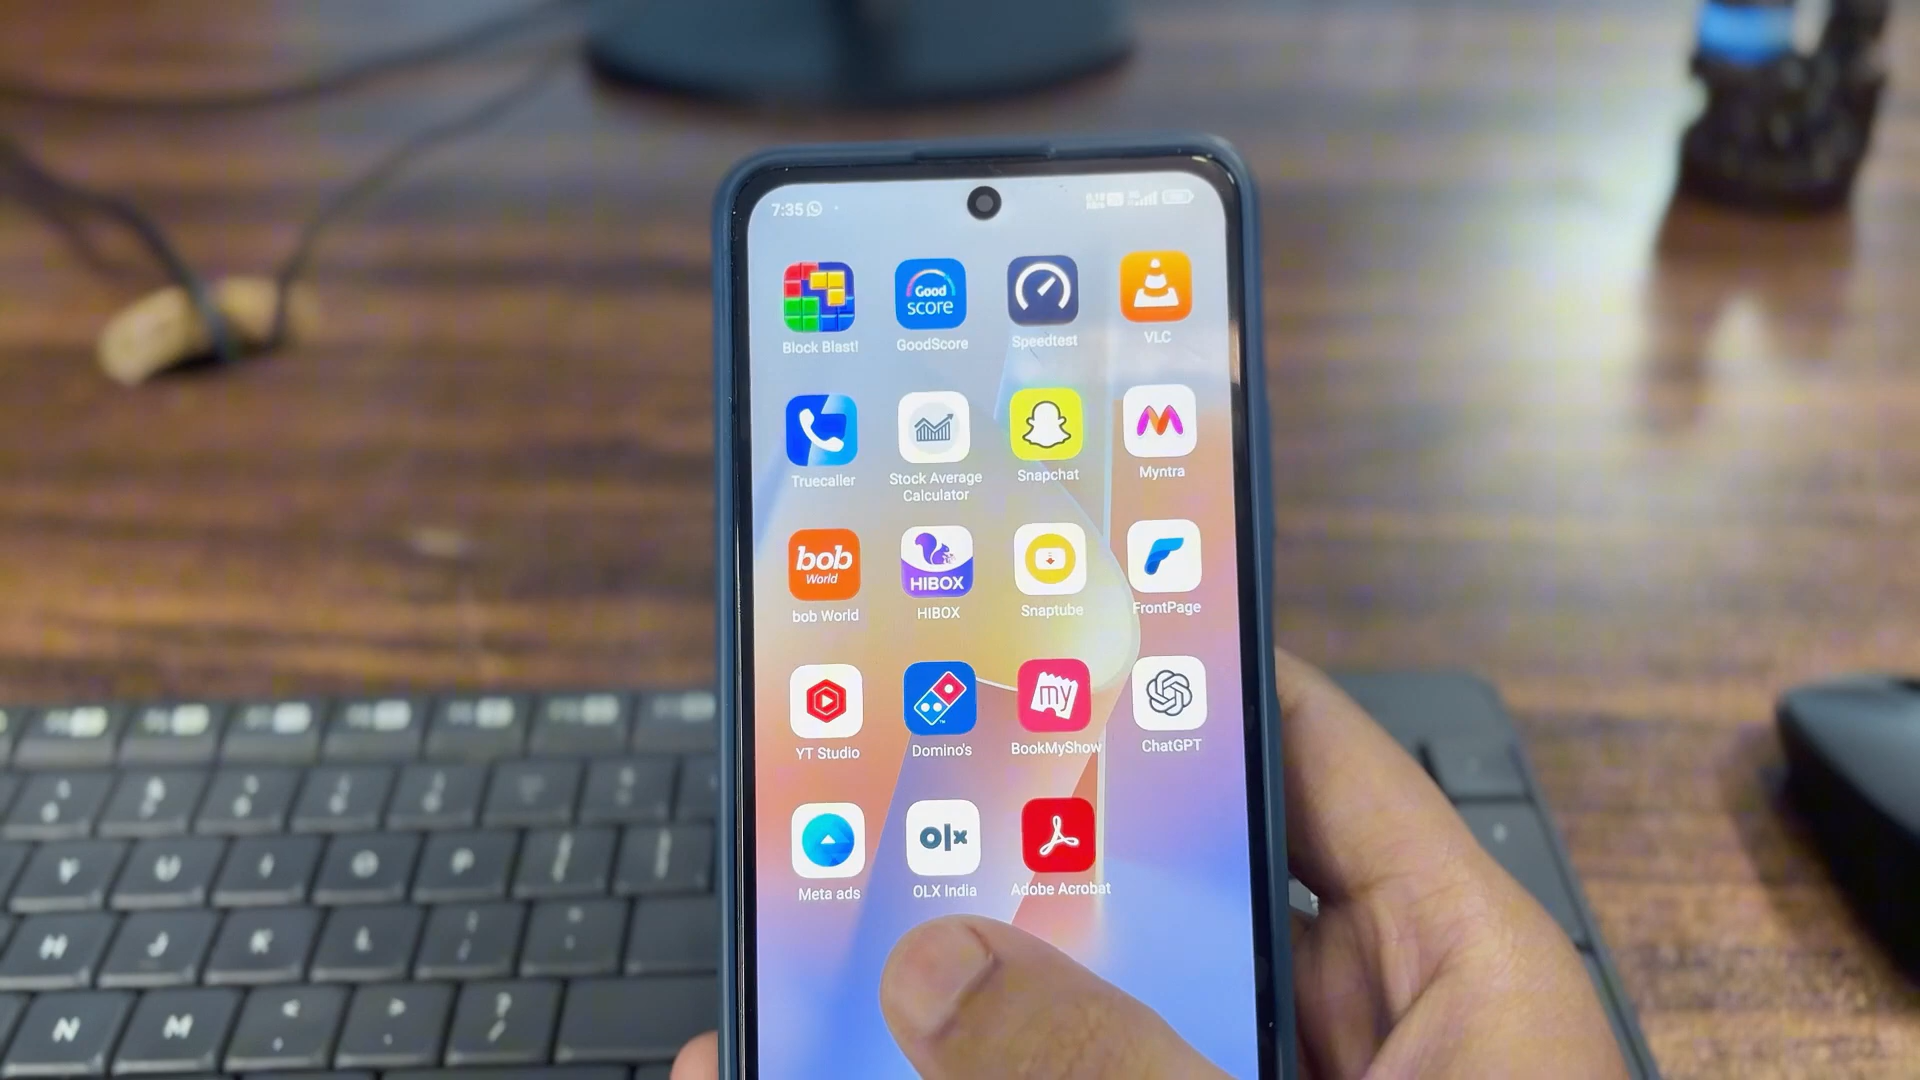 7:35
Good
score
Block Blast!
GoodScore
Speedtest
VLC
Truecaller
Stock Average
Calculator
Snapchat
Myntra
bob
World
HIBOX
bob World
HIBOX
Snaptube
FrontPage
my
YT Studio
Domino's
BookMyShow
ChatGPT
olx
Meta ads
OLX India
Adobe Acrobat
H
J
K
L
N
M
<
>
?
/